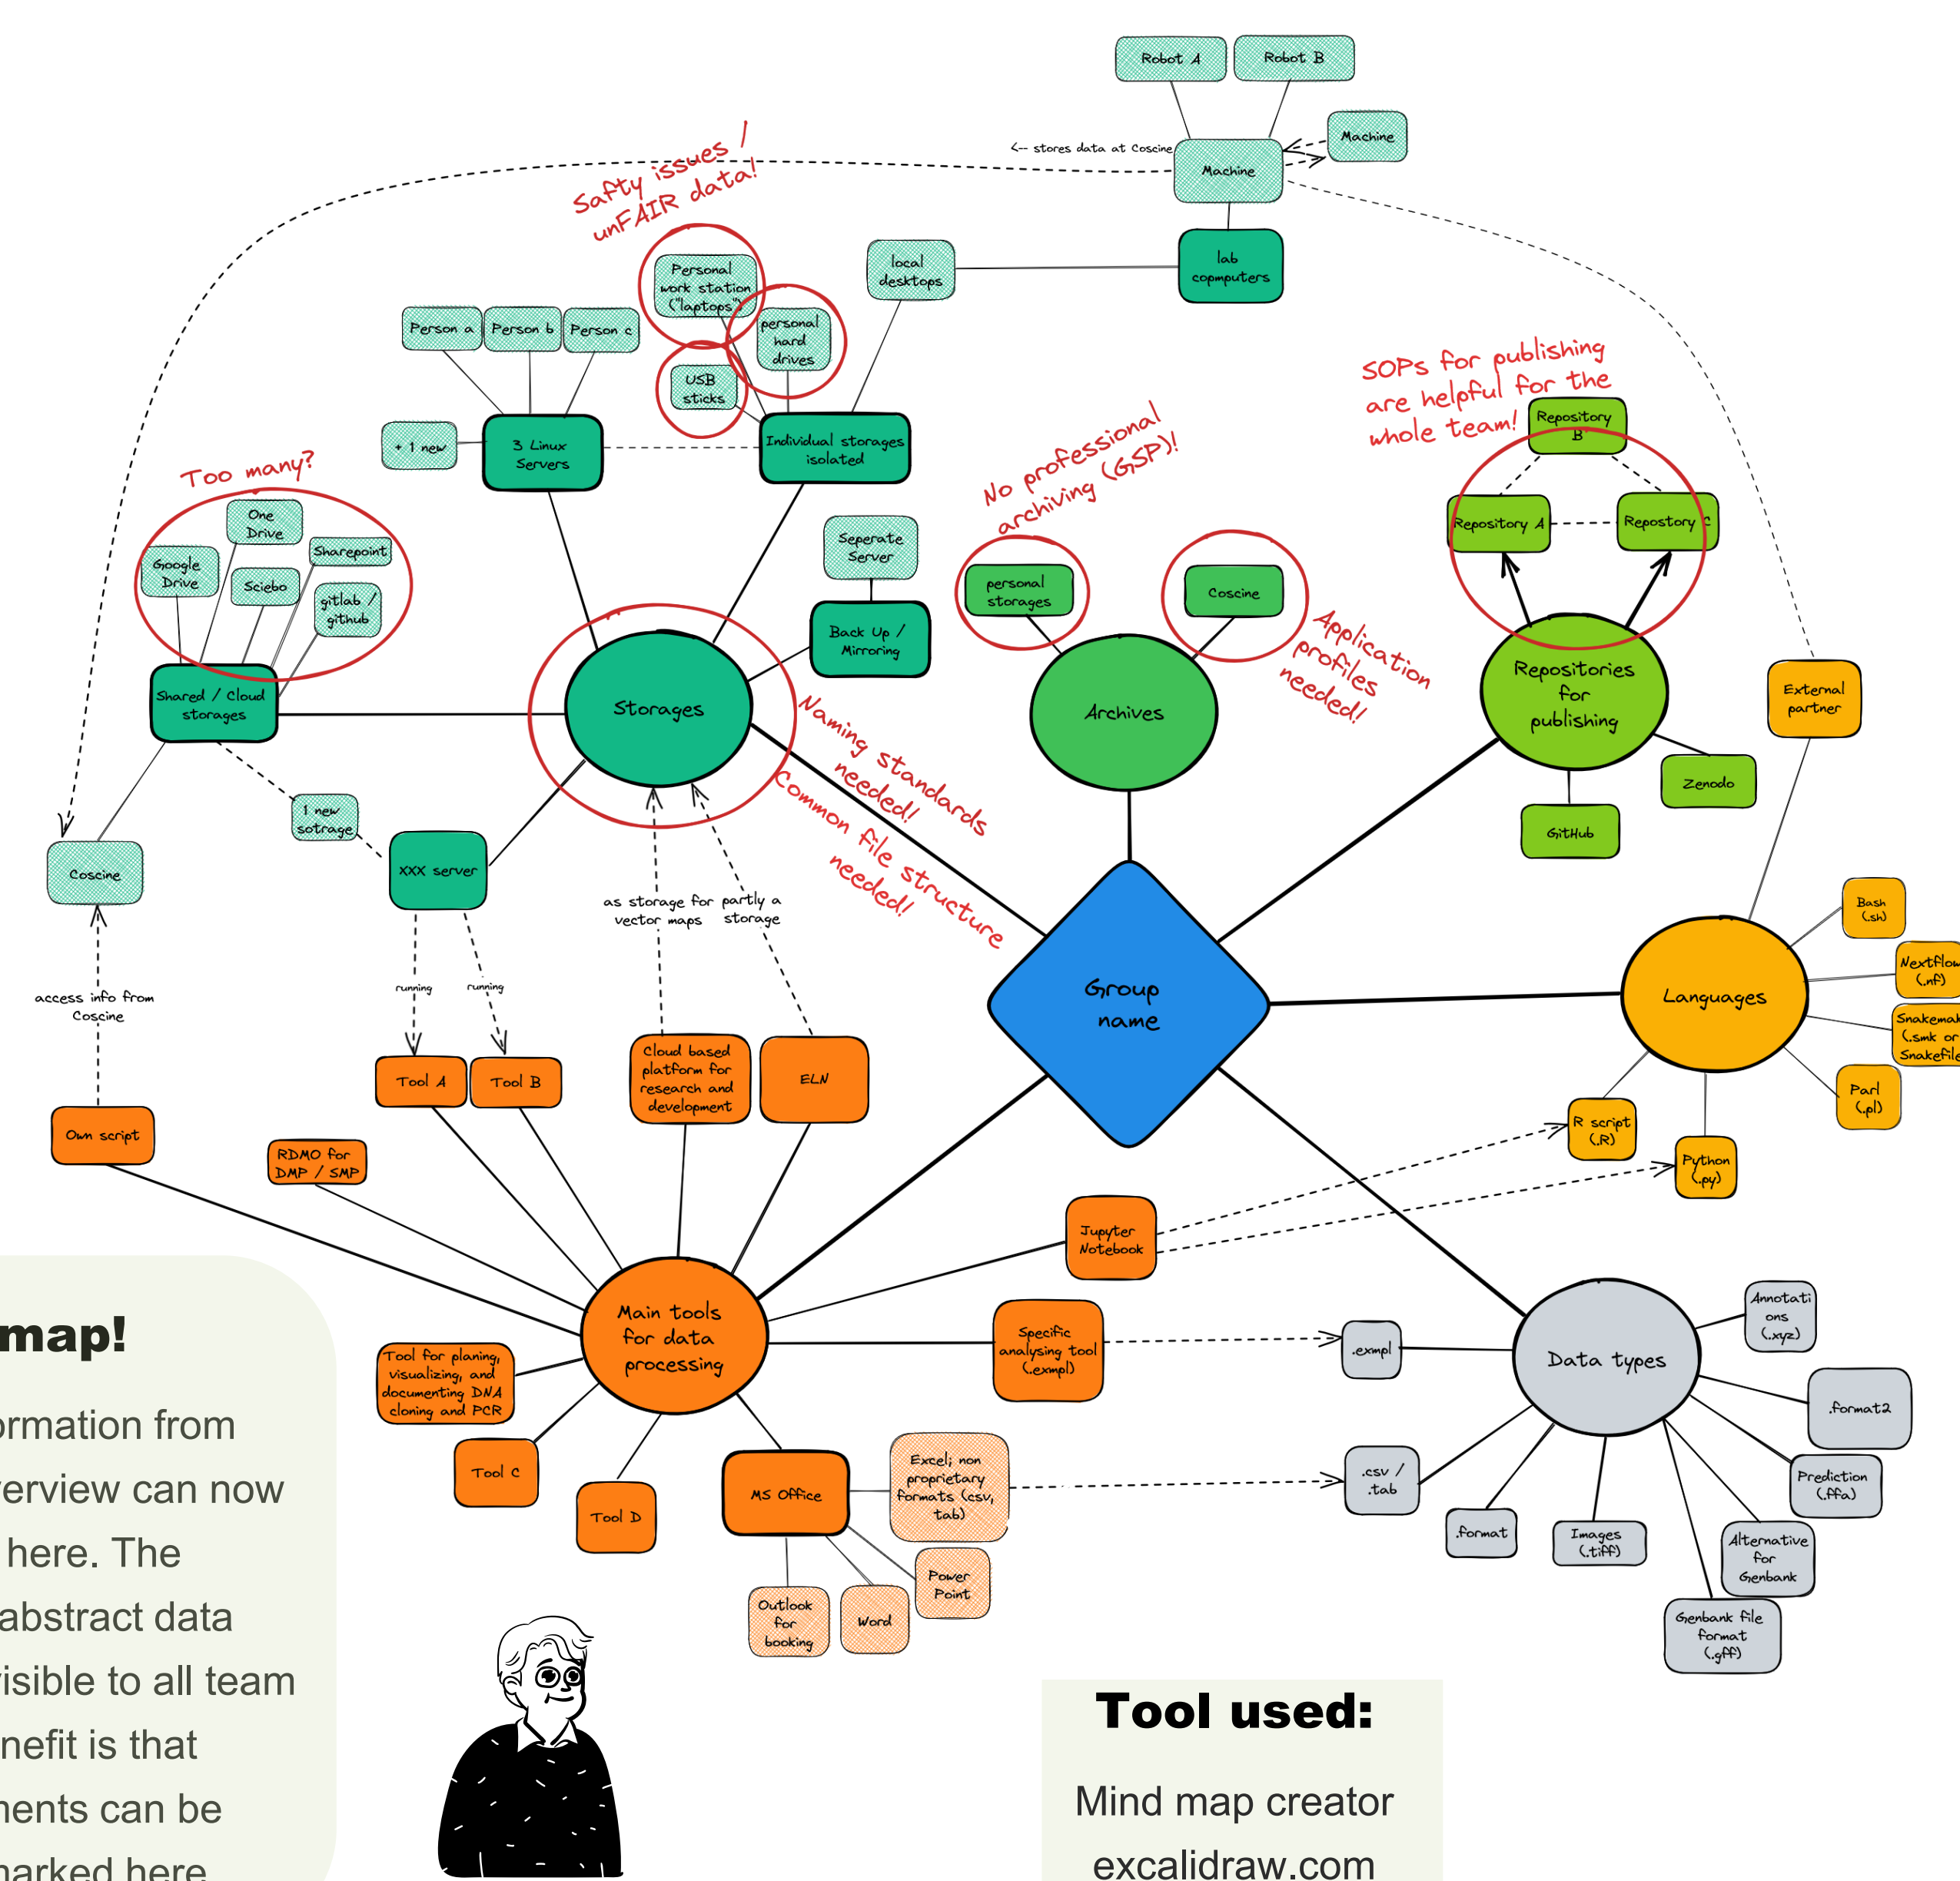 Robot A
Robot B
Machine
<-- stores data at Coscine
Machine
Safty issues /
unFAIR data!
lab
copmputers
local
desktops
Personal
work station
("laptops")
personal
hard
drives
USB
sticks
Person a
Person b
Person c
+ 1 new
3 Linux
Servers
Individual storages
isolated
SOPs for publishing
are helpful for the
whole team!
Repository
B
Repository A
Repostory C
No professional
archiving (GSP)!
Too many?
One
Drive
Google
Drive
Sharepoint
Sciebo
gitlab /
github
Seperate
Server
Back Up /
Mirroring
personal
storages
Coscine
Application
profiles
needed!
Shared / Cloud
storages
Storages
Archives
Repositories
for
publishing
External
partner
Zenodo
GitHub
Naming standards
needed!
Common file structure
needed!
1 new
sotrage
XXX server
Coscine
as storage for
vector maps
partly a
storage
access info from
Coscine
running
running
Group
name
Languages
Bash
(.sh)
Nextflow
(.nf)
Snakemak
(.smk or
Snakefile
Parl
(.pl)
R script
(.R)
Python
(.py)
Own script
RDMO for
DMP / SMP
Tool A
Tool B
Cloud based
platform for
research and
development
ELN
Jupyter
Notebook
Main tools
for data
processing
Specific
analysing tool
(.exmpl)
.exmpl
Data types
Annotati
ons
(.xyz)
.format2
Prediction
(.ffa)
Alternative
for
Genbank
Genbank file
format
(.gff)
Images
(.tiff)
.format
.csv /
.tab
Tool for planing,
visualizing, and
documenting DNA
cloning and PCR
Tool C
Tool D
MS Office
Excel; non
proprietary
formats (csv,
tab)
Power
Point
Word
Outlook
for
booking
map!
ormation from
verview can now
here. The
abstract data
visible to all team
nefit is that
ments can be
marked here
Tool used:
Mind map creator
excalidraw.com